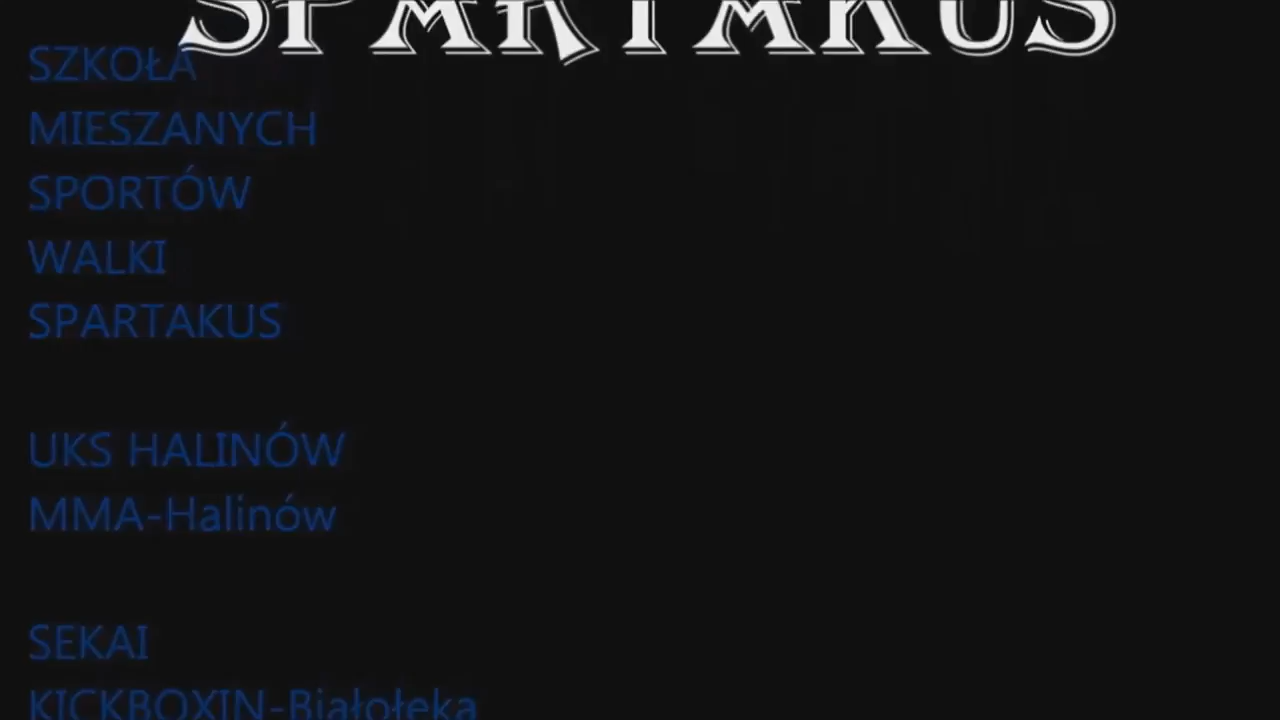 SPARTAKUS
SZKOŁA
MIESZANYCH
SPORTÓW
WALKI
SPARTAKUS
UKS HALINÓW
MMA-Halinów
SEKAI
KICKBOXIN-Białołeka